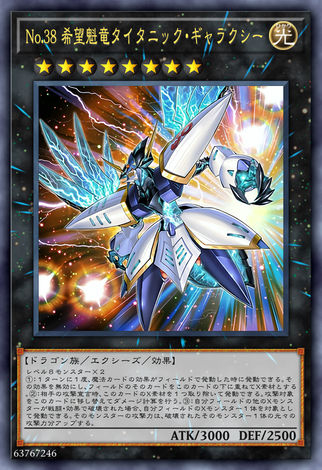 No.38 希望魁竜タイタニック・ギャラクシー
光
【ドラゴン族／エクシーズ／効果】
レベル８モンスター×２
①：１ターンに１度、魔法カードの効果がフィールドで発動した時に発動できる。その効果を無効にし、フィールドのそのカードをこのカードの下に重ねてＸ素材とする。②：相手の攻撃宣言時、このカードのＸ素材を１つ取り除いて発動できる。攻撃対象をこのカードに移し替えてダメージ計算を行う。③：自分フィールドの他のＸモンスターが戦闘・効果で破壊された場合、自分フィールドのＸモンスター１体を対象として発動できる。そのモンスターの攻撃力は、破壊されたモンスター１体の元々の攻撃力分アップする。
ATK/3000 DEF/2500
63767246